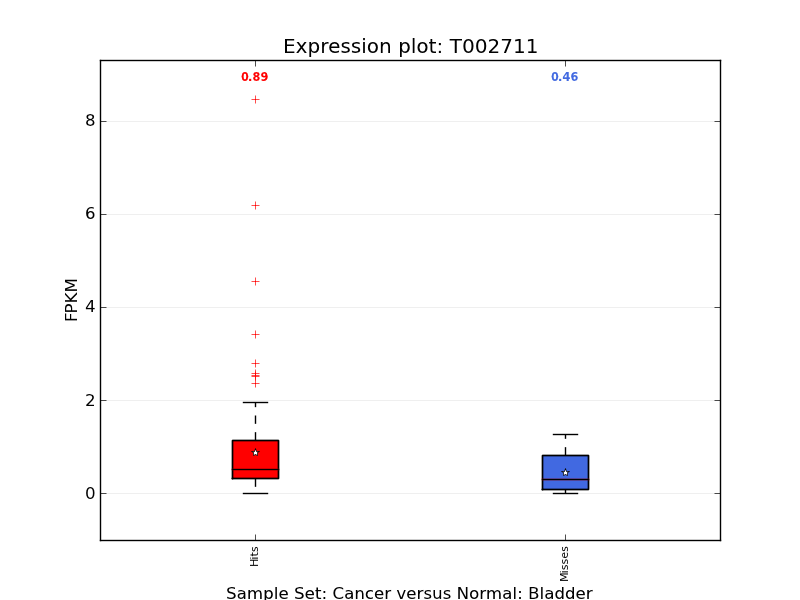 Expression plot: T002711
0.89
0.46
8
6
4
2
0
FPKM
Hits
Misses
Sample Set: Cancer versus Normal: Bladder